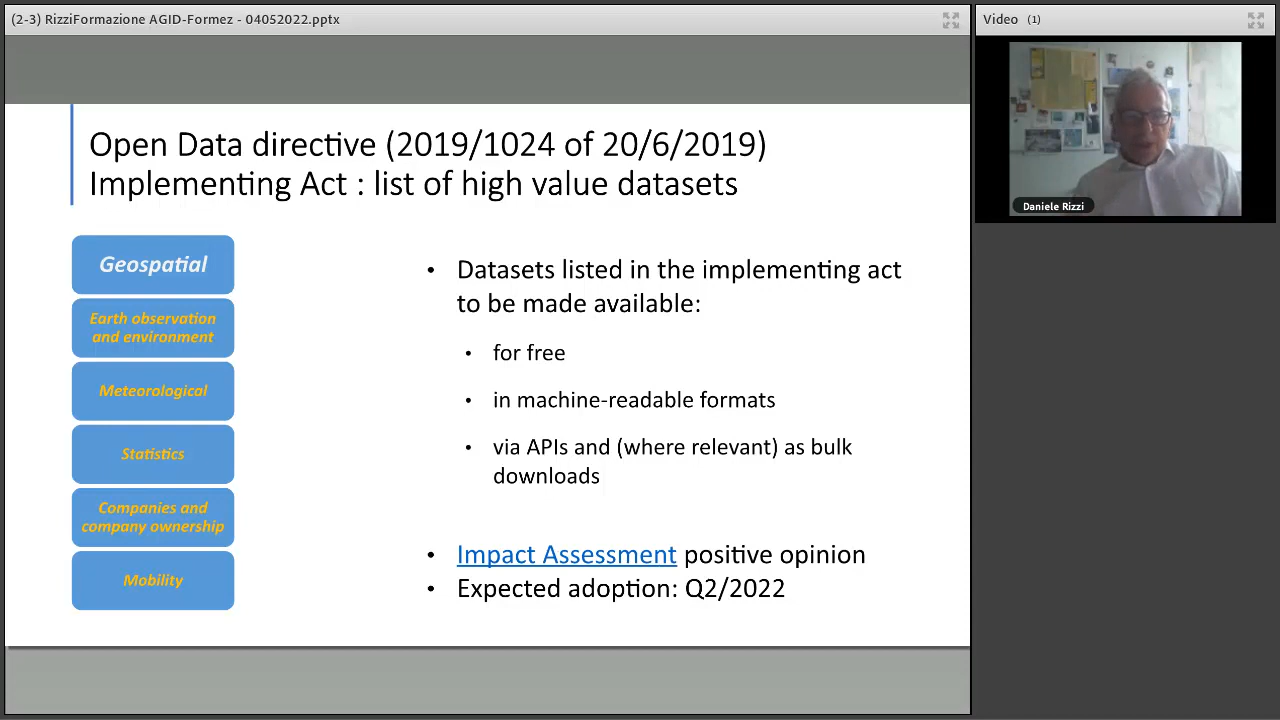 (2-3) RizziFormazione AGID-Formez - 04052022.pptx
Video (1)
Daniele Rizzi
Open Data directive (2019/1024 of 20/6/2019)
Implementing Act : list of high value datasets
Geospatial
Earth observation
and environment
Meteorological
Statistics
Companies and
company ownership
Mobility
• Datasets listed in the implementing act
to be made available:
• for free
• in machine-readable formats
• via APIs and (where relevant) as bulk
downloads
• Impact Assessment positive opinion
• Expected adoption: Q2/2022